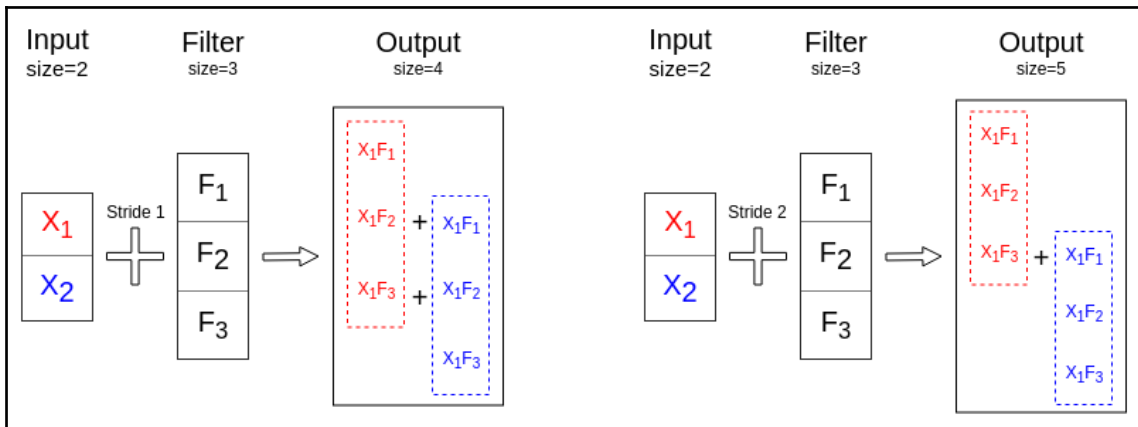 Input
size=2
Filter
size=3
Output
size=4
X₁
X₂
Stride 1
F₁
F₂
F₃
X₁F₁
X₁F₂ + X₁F₁
X₁F₃ + X₁F₂
X₁F₃
Input
size=2
Filter
size=3
Output
size=5
X₁
X₂
Stride 2
F₁
F₂
F₃
X₁F₁
X₁F₂
X₁F₃ + X₁F₁
X₁F₂
X₁F₃